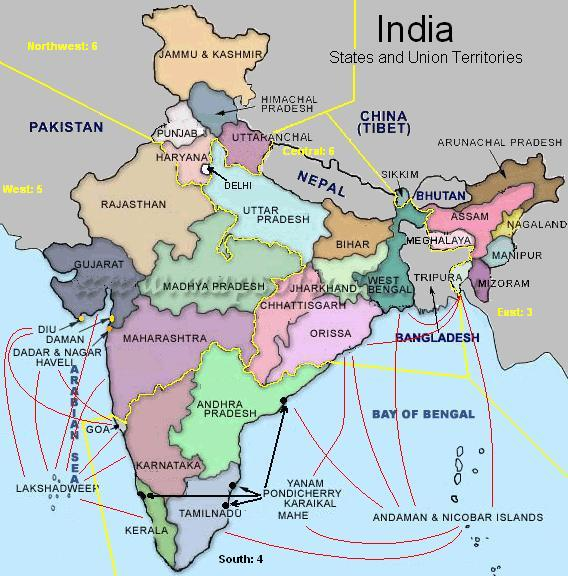 India
States and Union Territories
Northwest: 6
JAMMU & KASHMIR
HIMACHAL
PRADESH
PAKISTAN
PUNJAB
UTTARANCHAL
CHINA
(TIBET)
Central: 6
HARYANA
ARUNACHAL PRADESH
DELHI
NEPAL
SIKKIM
BHUTAN
West: 5
RAJASTHAN
UTTAR
PRADESH
ASSAM
NAGALAND
BIHAR
MEGHALAYA
MANIPUR
GUJARAT
MADHYA PRADESH
JHARKHAND
WEST
BENGAL
TRIPURA
MIZORAM
CHHATTISGARH
East: 3
DIU
DAMAN
DADAR & NAGAR
HAVELI
MAHARASHTRA
ORISSA
BANGLADESH
ARABIAN SEA
ANDHRA
PRADESH
BAY OF BENGAL
GOA
KARNATAKA
LAKSHADWEEP
YANAM
PONDICHERRY
KARAIKAL
MAHE
TAMILNADU
ANDAMAN & NICOBAR ISLANDS
KERALA
South: 4